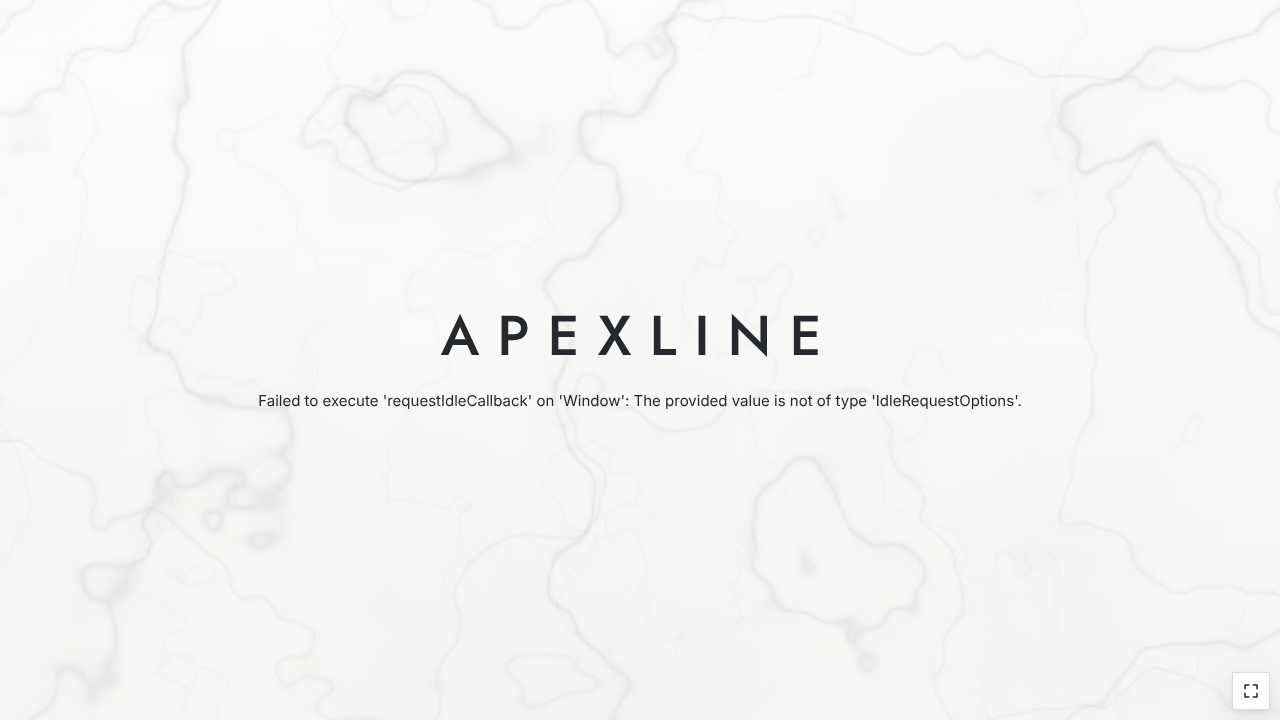 APEXLINE
Failed to execute 'requestIdleCallback' on 'Window': The provided value is not of type 'IdleRequestOptions'.